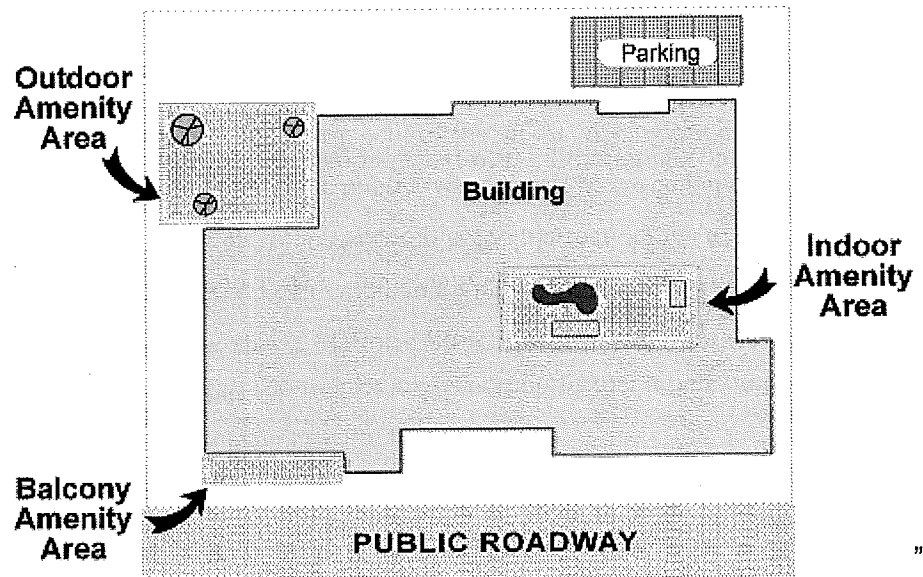 Parking
Outdoor
Amenity
Area
Building
Indoor
Amenity
Area
Balcony
Amenity
Area
PUBLIC ROADWAY
”